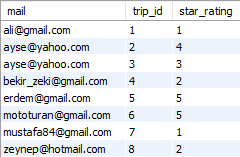 mail trip_id star_rating
ali@gmail.com 1 1
ayse@yahoo.com 2 4
ayse@yahoo.com 3 3
bekir_zeki@gmail.com 4 2
erdem@gmail.com 5 5
mototuran@gmail.com 6 5
mustafa84@gmail.com 7 1
zeynep@hotmail.com 8 2